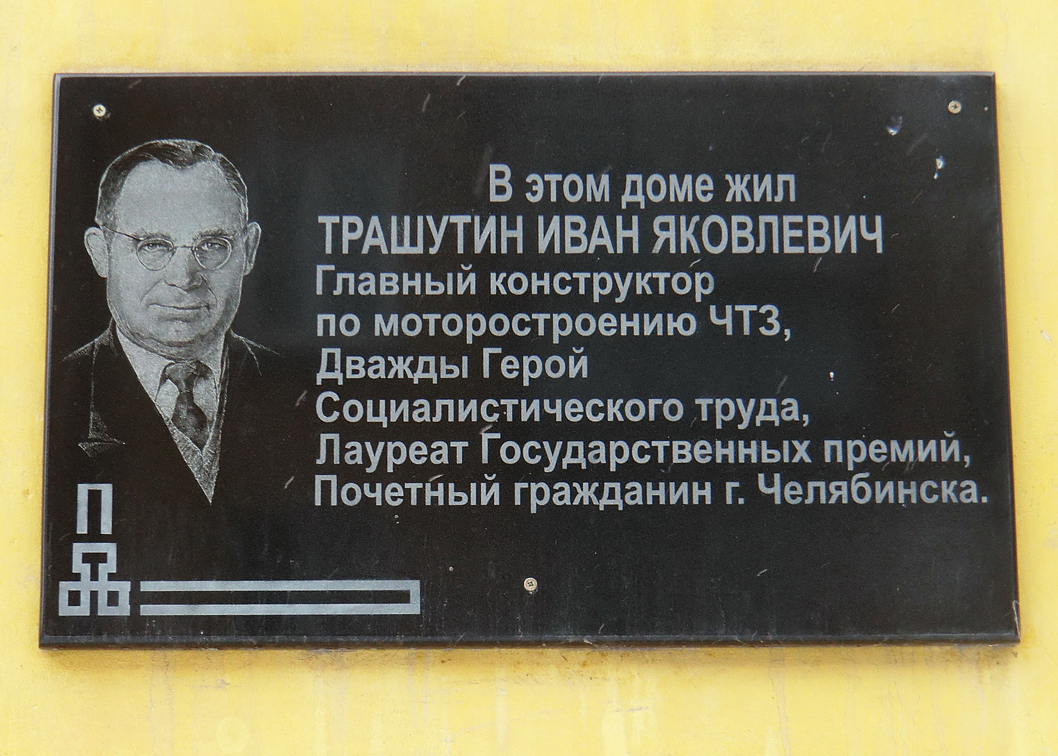 В этом доме жил
ТРАШУТИН ИВАН ЯКОВЛЕВИЧ
Главный конструктор
по моторостроению ЧТЗ,
Дважды Герой
Социалистического труда,
Лауреат Государственных премий,
Почетный гражданин г. Челябинска.